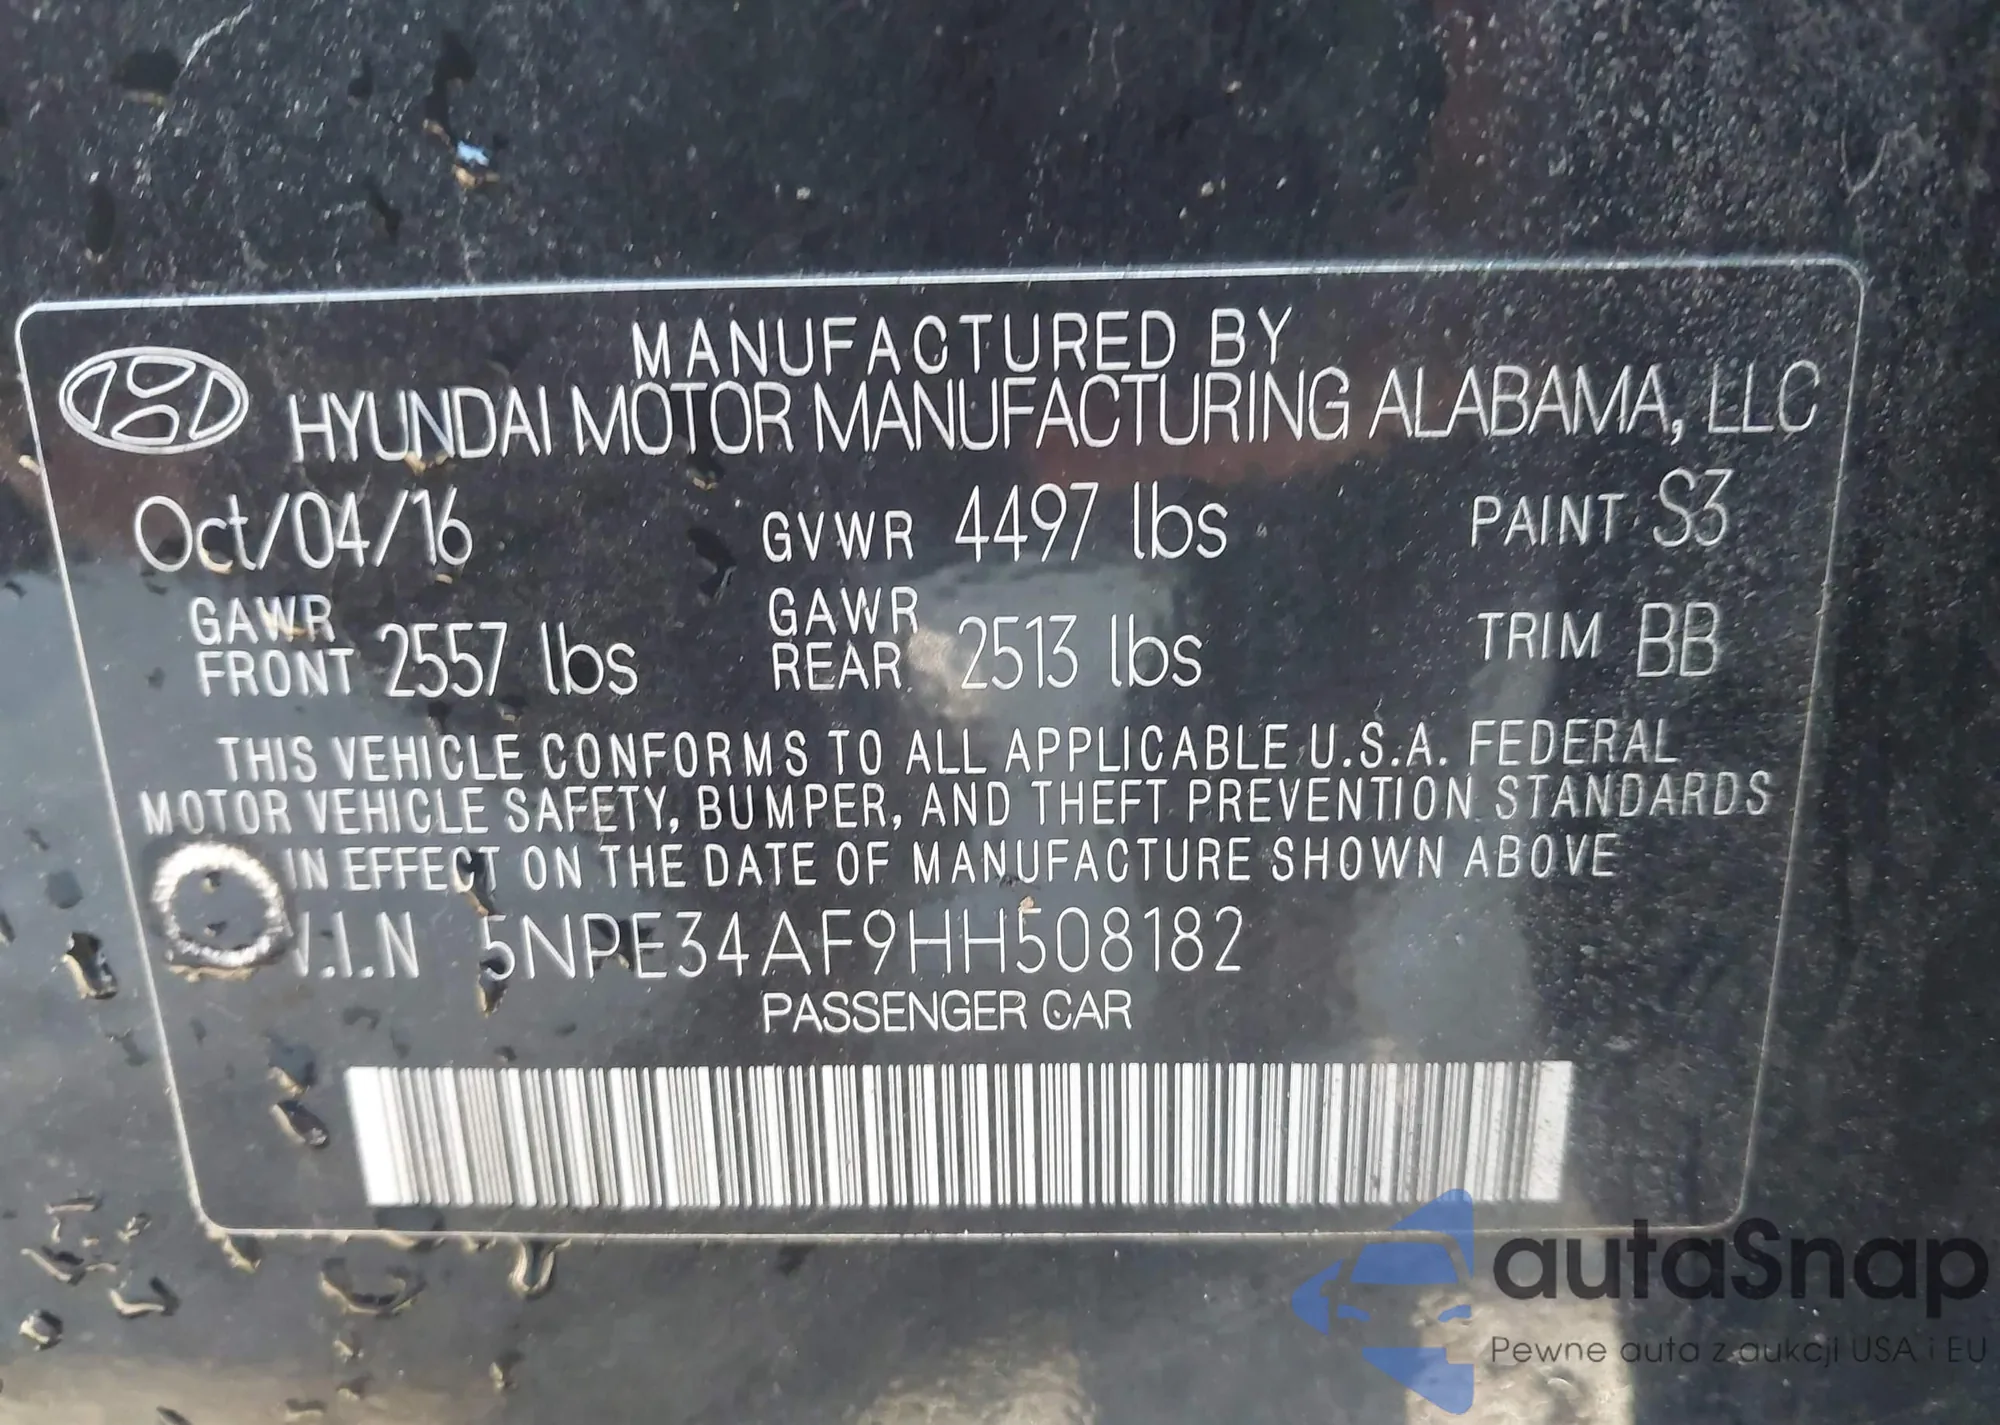 MANUFACTURED BY
HYUNDAI MOTOR MANUFACTURING ALABAMA, LLC
Oct/04/16 GVWR 4497 lbs PAINT S3
GAWR FRONT 2557 lbs GAWR REAR 2513 lbs TRIM BB
THIS VEHICLE CONFORMS TO ALL APPLICABLE U.S.A. FEDERAL
MOTOR VEHICLE SAFETY, BUMPER, AND THEFT PREVENTION STANDARDS
IN EFFECT ON THE DATE OF MANUFACTURE SHOWN ABOVE
V.I.N 5NPE34AF9HH508182
PASSENGER CAR
autaSnap
Pewne auta z aukcji USA i EU